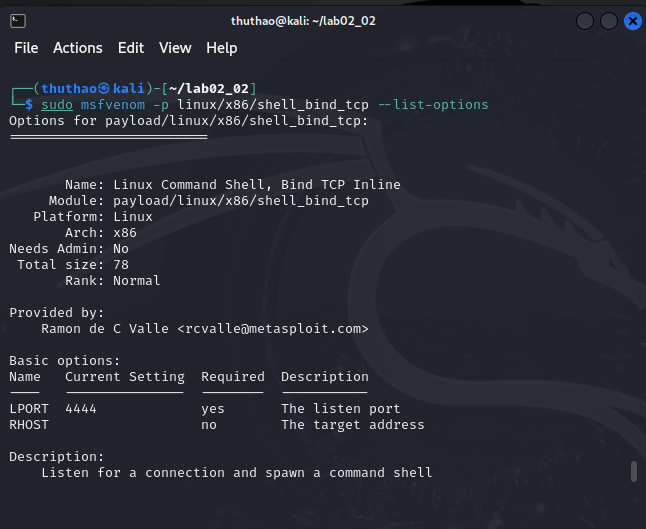 thuthao@kali: ~/lab02_02
File Actions Edit View Help
┌──(thuthao㉿kali)-[~/lab02_02]
└─$ sudo msfvenom -p linux/x86/shell_bind_tcp --list-options
Options for payload/linux/x86/shell_bind_tcp:
=========================
Name: Linux Command Shell, Bind TCP Inline
Module: payload/linux/x86/shell_bind_tcp
Platform: Linux
Arch: x86
Needs Admin: No
Total size: 78
Rank: Normal
Provided by:
Ramon de C Valle <rcvalle@metasploit.com>
Basic options:
Name Current Setting Required Description
---- --------------- -------- -----------
LPORT 4444 yes The listen port
RHOST no The target address
Description:
Listen for a connection and spawn a command shell